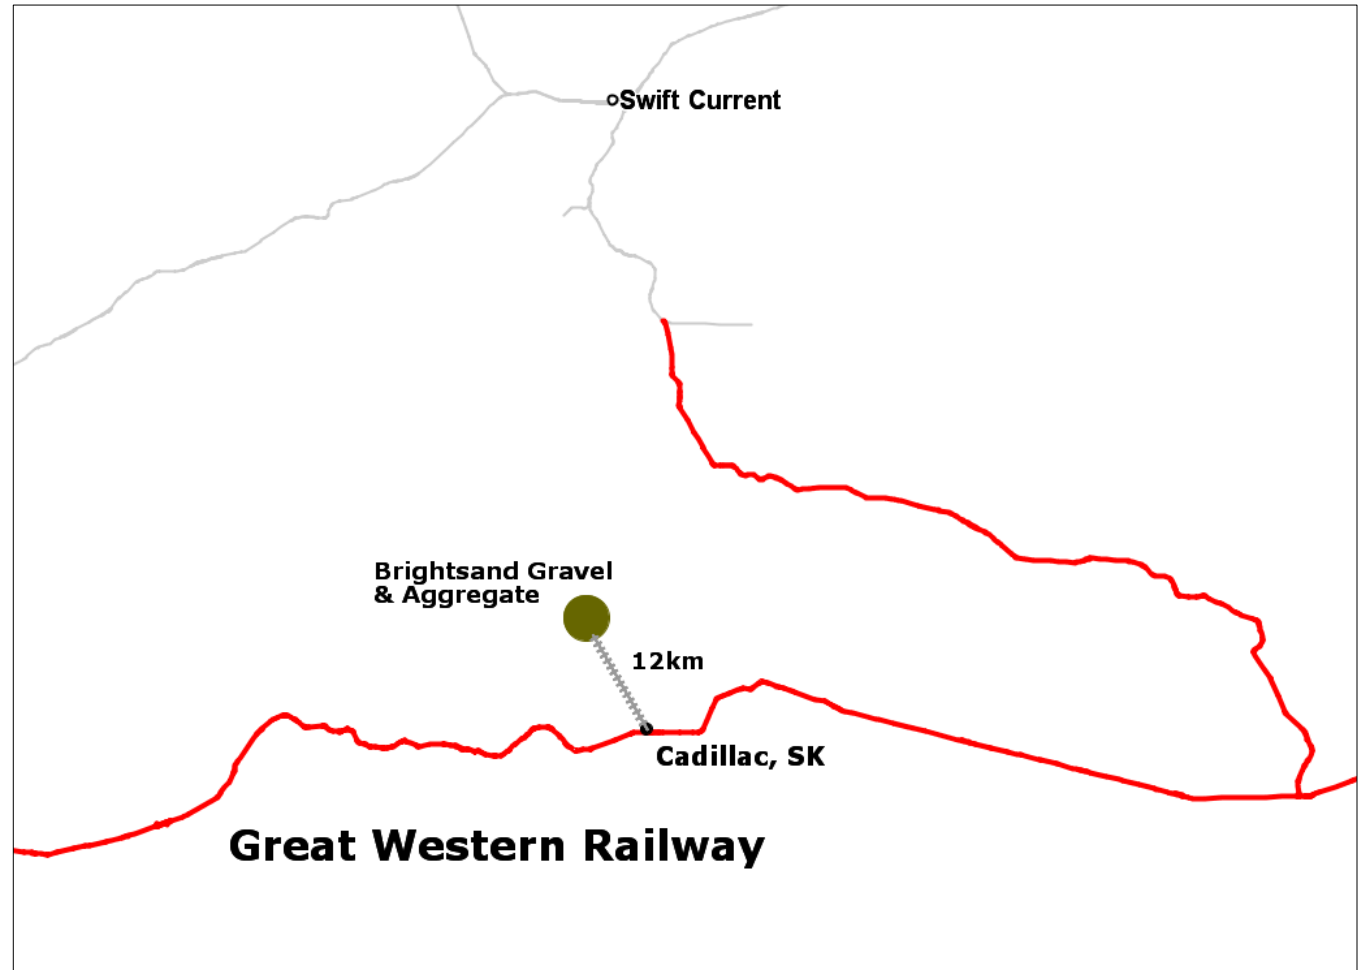 Swift Current
Brightsand Gravel
& Aggregate
12km
Cadillac, SK
Great Western Railway